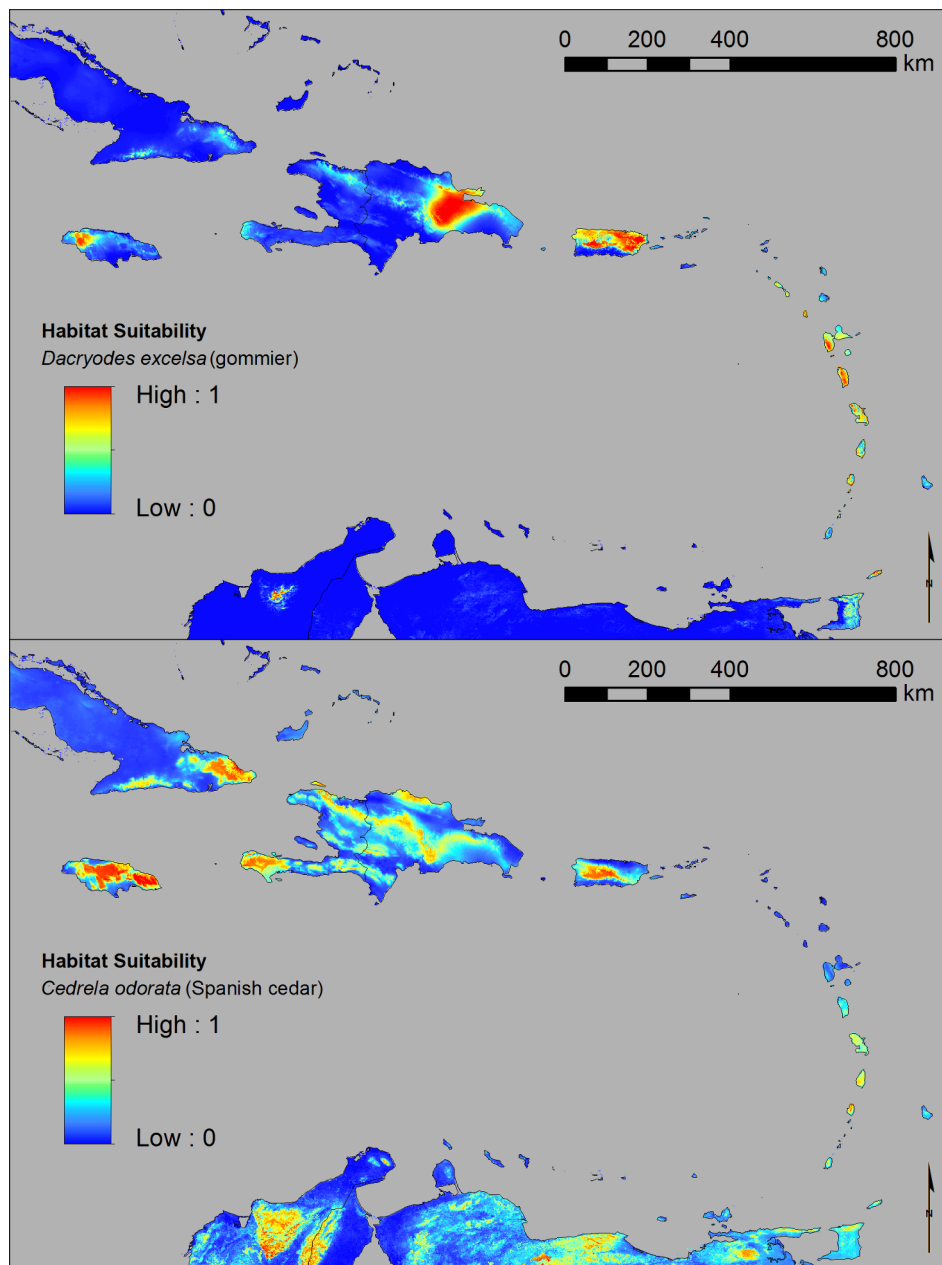 0 200 400 800
km
Habitat Suitability
Dacryodes excelsa (gommier)
High : 1
Low : 0
N
0 200 400 800
km
Habitat Suitability
Cedrela odorata (Spanish cedar)
High : 1
Low : 0
N